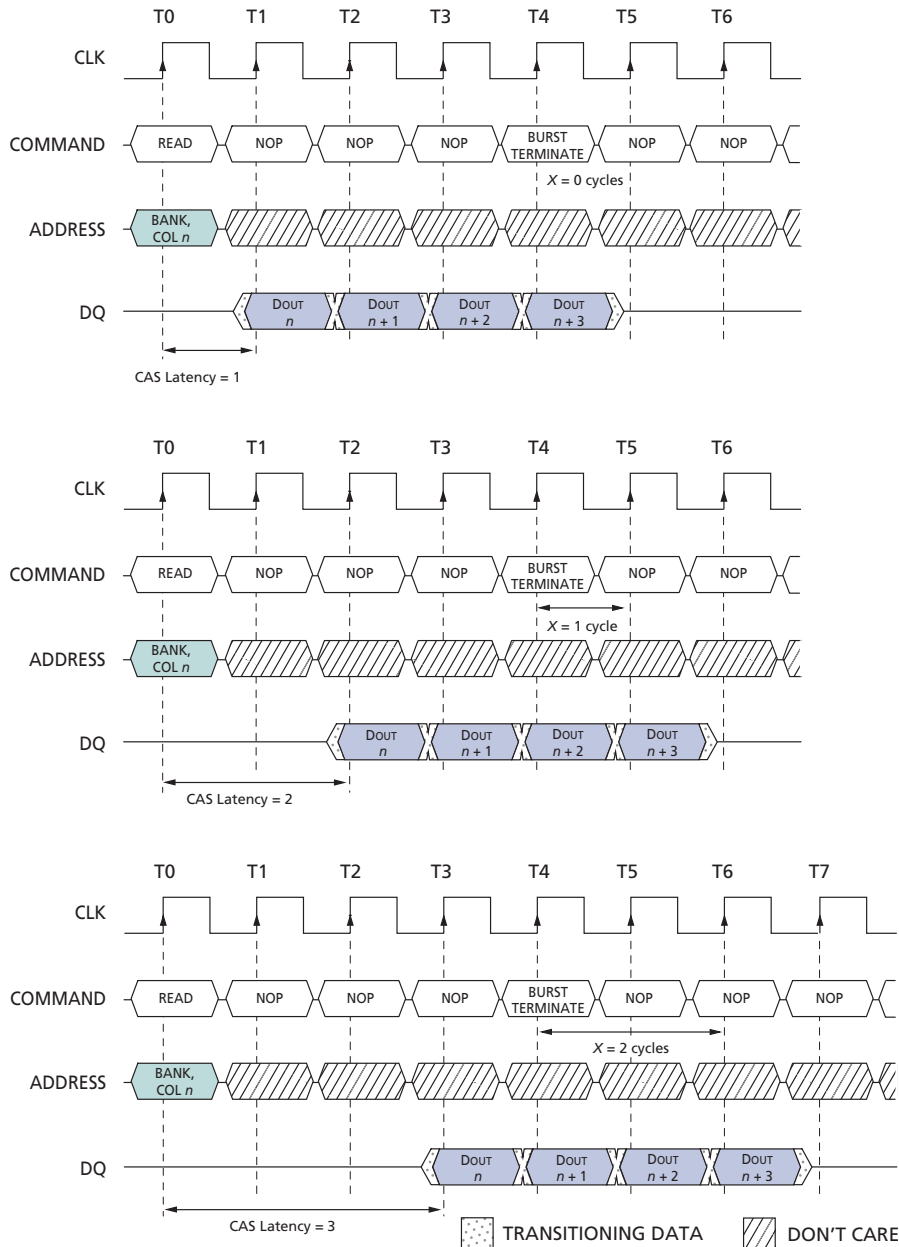 T0 T1 T2 T3 T4 T5 T6
CLK
COMMAND READ NOP NOP NOP BURST TERMINATE NOP NOP
X = 0 cycles
ADDRESS BANK, COL n
DQ DOUT n DOUT n + 1 DOUT n + 2 DOUT n + 3
CAS Latency = 1
T0 T1 T2 T3 T4 T5 T6
CLK
COMMAND READ NOP NOP NOP BURST TERMINATE NOP NOP
X = 1 cycle
ADDRESS BANK, COL n
DQ DOUT n DOUT n + 1 DOUT n + 2 DOUT n + 3
CAS Latency = 2
T0 T1 T2 T3 T4 T5 T6 T7
CLK
COMMAND READ NOP NOP NOP BURST TERMINATE NOP NOP NOP
X = 2 cycles
ADDRESS BANK, COL n
DQ DOUT n DOUT n + 1 DOUT n + 2 DOUT n + 3
CAS Latency = 3
TRANSITIONING DATA DON'T CARE